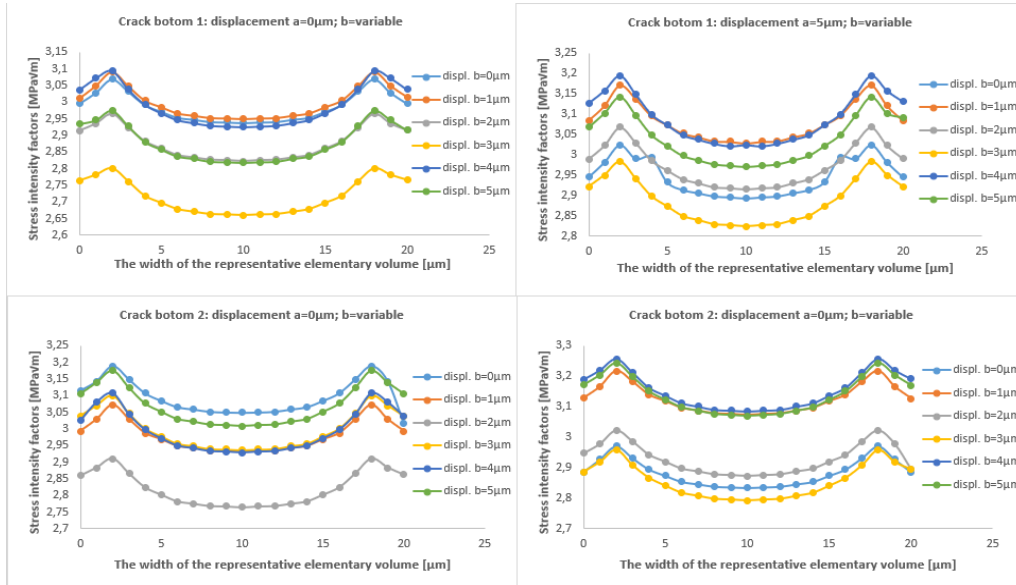 Crack botom 1: displacement a=0µm; b=variable
Stress intensity factors [MPa√m]
3,15
3,1
3,05
3
2,95
2,9
2,85
2,8
2,75
2,7
2,65
2,6
0
5
10
15
20
25
The width of the representative elementary volume [µm]
displ. b=0µm
displ. b=1µm
displ. b=2µm
displ. b=3µm
displ. b=4µm
displ. b=5µm
Crack botom 1: displacement a=5µm; b=variable
Stress intensity factors [MPa√m]
3,25
3,2
3,15
3,1
3,05
3
2,95
2,9
2,85
2,8
0
5
10
15
20
25
The width of the representative elementary volume [µm]
displ. b=0µm
displ. b=1µm
displ. b=2µm
displ. b=3µm
displ. b=4µm
displ. b=5µm
Crack botom 2: displacement a=0µm; b=variable
Stress intensity factors [MPa√m]
3,25
3,2
3,15
3,1
3,05
3
2,95
2,9
2,85
2,8
2,75
2,7
0
5
10
15
20
25
The width of the representative elementary volume [µm]
displ. b=0µm
displ. b=1µm
displ. b=2µm
displ. b=3µm
displ. b=4µm
displ. b=5µm
Crack botom 2: displacement a=0µm; b=variable
Stress intensity factors [MPa√m]
3,3
3,2
3,1
3
2,9
2,8
2,7
0
5
10
15
20
25
The width of the representative elementary volume [µm]
displ. b=0µm
displ. b=1µm
displ. b=2µm
displ. b=3µm
displ. b=4µm
displ. b=5µm